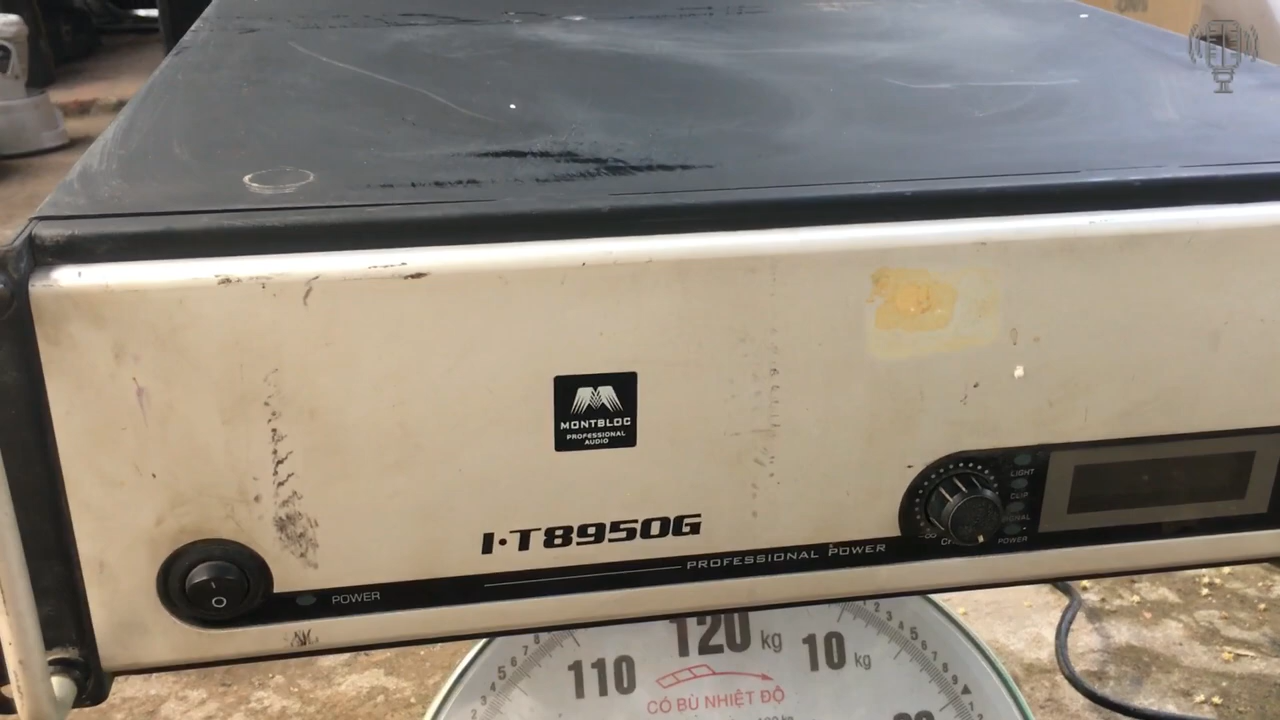 MONTBLOC
PROFESSIONAL
AUDIO
I·T8950G
PROFESSIONAL POWER
POWER
LIGHT
CLIP
SIGNAL
POWER
-∞
120 kg
110
10 kg
CÓ BÙ NHIỆT ĐỘ